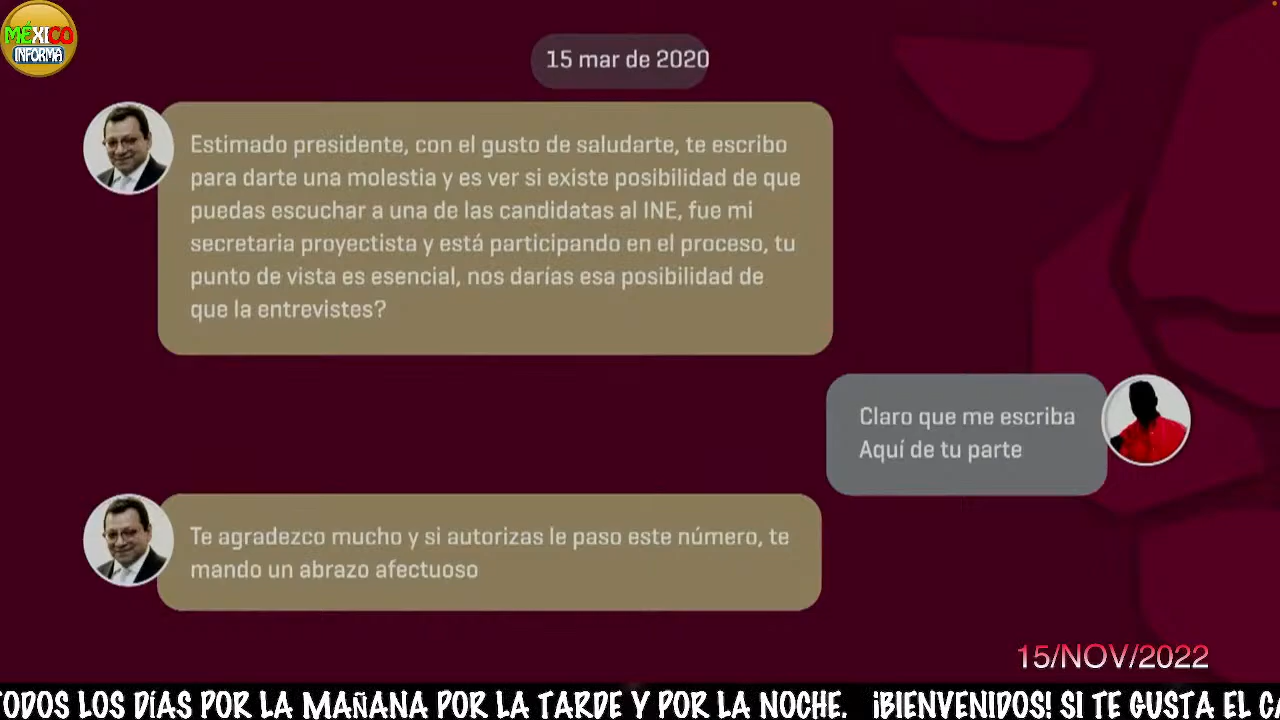 MÉXICO
INFORMA
15 mar de 2020
Estimado presidente, con el gusto de saludarte, te escribo
para darte una molestia y es ver si existe posibilidad de que
puedas escuchar a una de las candidatas al INE, fue mi
secretaria proyectista y está participando en el proceso, tu
punto de vista es esencial, nos darías esa posibilidad de
que la entrevistes?
Claro que me escriba
Aquí de tu parte
Te agradezco mucho y si autorizas le paso este número, te
mando un abrazo afectuoso
15/NOV/2022
TODOS LOS DÍAS POR LA MAÑANA POR LA TARDE Y POR LA NOCHE. ¡BIENVENIDOS! SI TE GUSTA EL CA